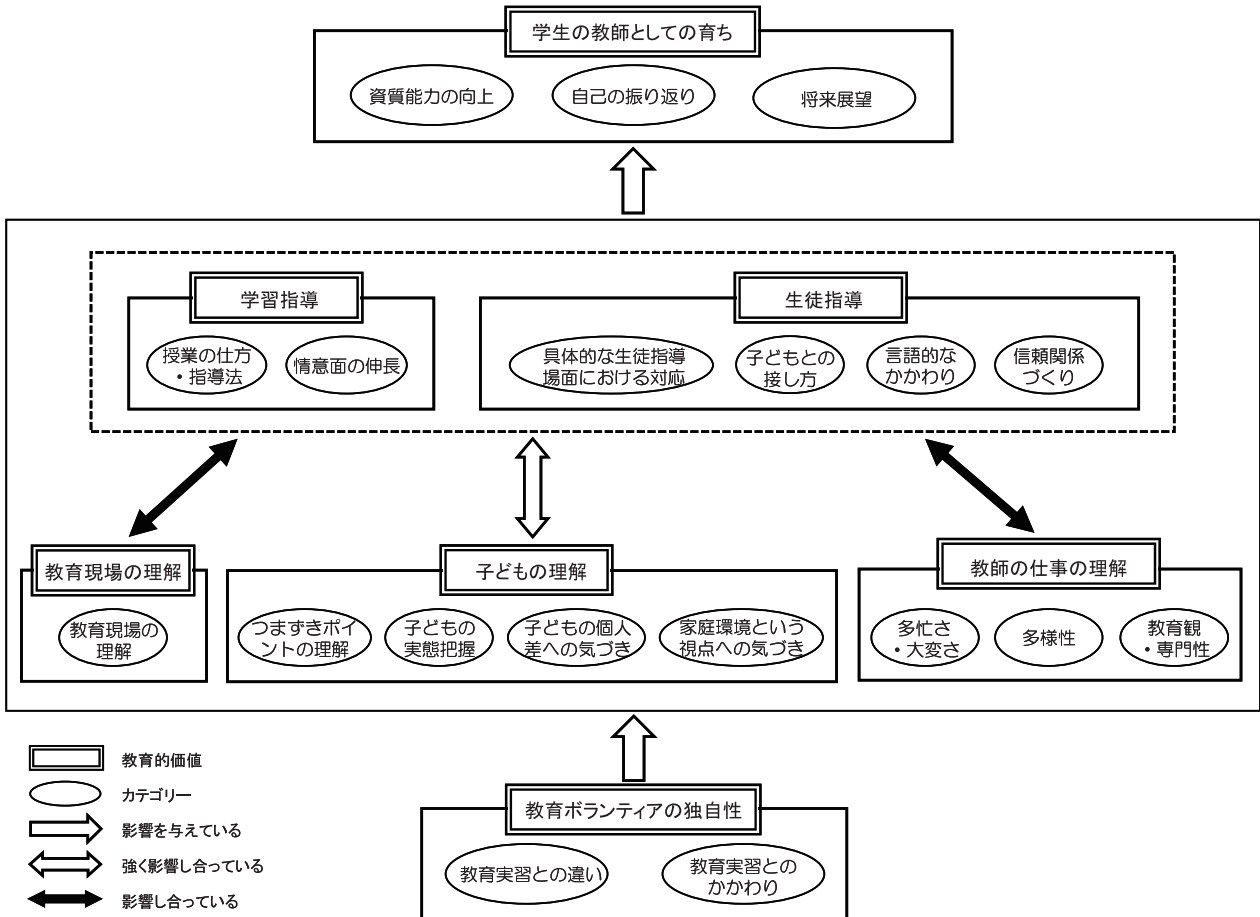 学生の教師としての育ち
資質能力の向上
自己の振り返り
将来展望
学習指導
生徒指導
授業の仕方
・指導法
情意面の伸長
具体的な生徒指導
場面における対応
子どもとの
接し方
言語的な
かかわり
信頼関係
づくり
教育現場の理解
子どもの理解
教師の仕事の理解
教育現場の
理解
つまずきポイ
ントの理解
子どもの
実態把握
子どもの個人
差への気づき
家庭環境という
視点への気づき
多忙さ
・大変さ
多様性
教育観
・専門性
教育的価値
カテゴリー
影響を与えている
強く影響し合っている
影響し合っている
教育ボランティアの独自性
教育実習との違い
教育実習との
かかわり